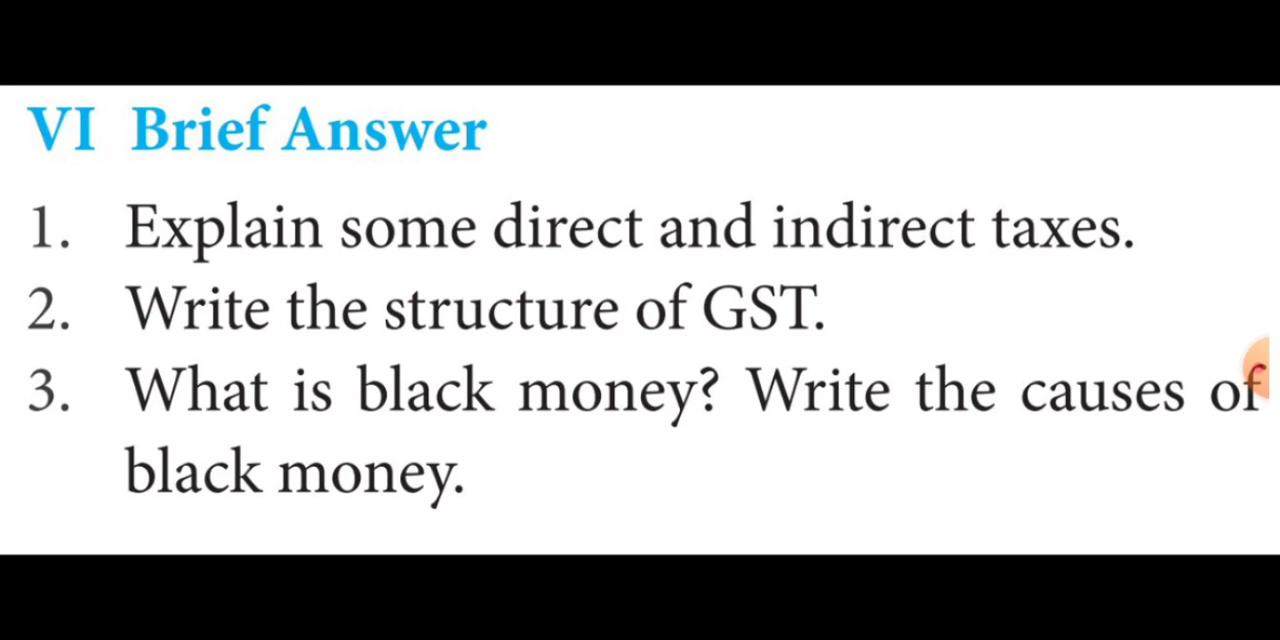 VI Brief Answer
1. Explain some direct and indirect taxes.
2. Write the structure of GST.
3. What is black money? Write the causes of
black money.